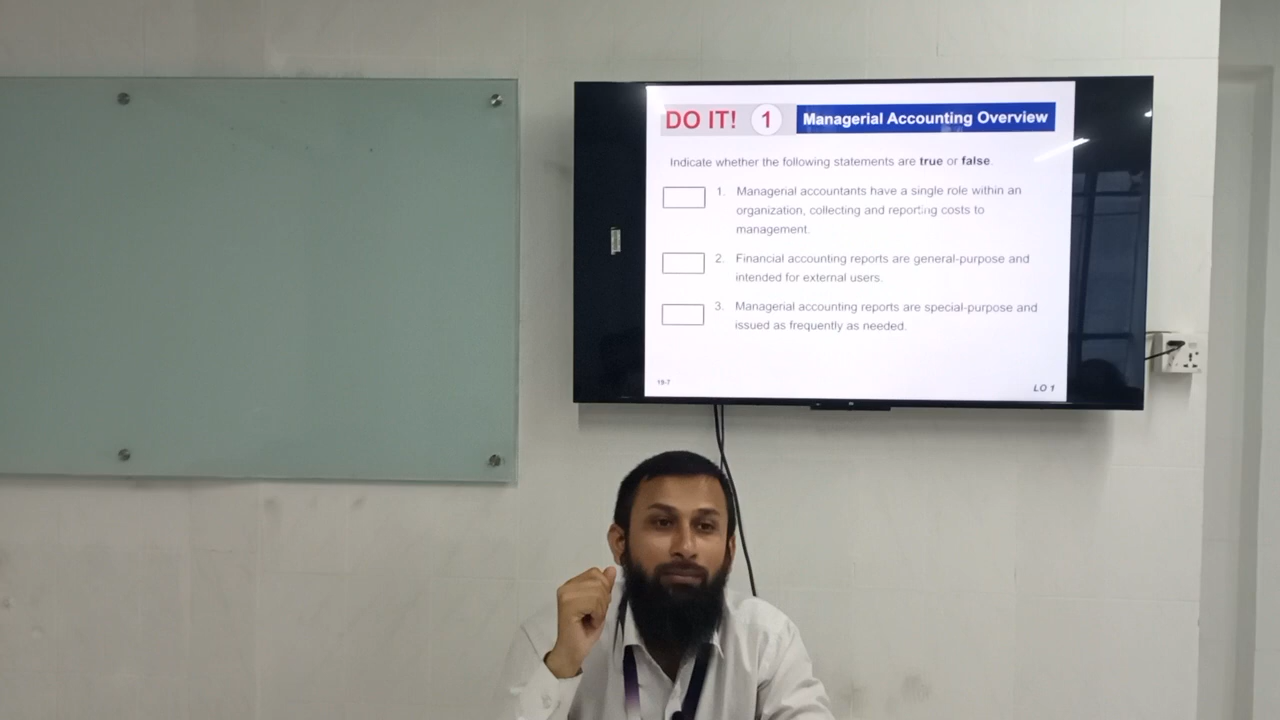 DO IT! 1 Managerial Accounting Overview
Indicate whether the following statements are true or false.
1. Managerial accountants have a single role within an
organization, collecting and reporting costs to
management.
2. Financial accounting reports are general-purpose and
intended for external users.
3. Managerial accounting reports are special-purpose and
issued as frequently as needed.
19-7
LO 1